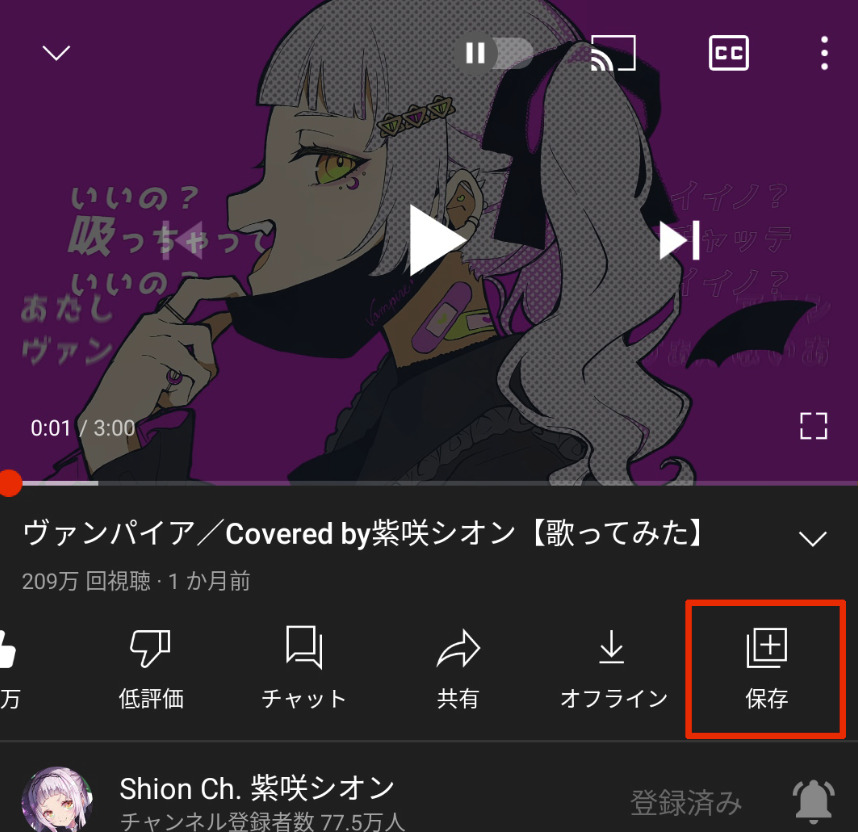 CC
いいの?
吸っちゃって
いいの?
あたし
ヴァン
イイノ?
チャッテ
イイノ?
Vampire
0:01 / 3:00
ヴァンパイア／Covered by紫咲シオン【歌ってみた】
209万 回視聴 · 1 か月前
万
低評価
チャット
共有
オフライン
保存
Shion Ch. 紫咲シオン
登録済み
チャンネル登録者数 77.5万人